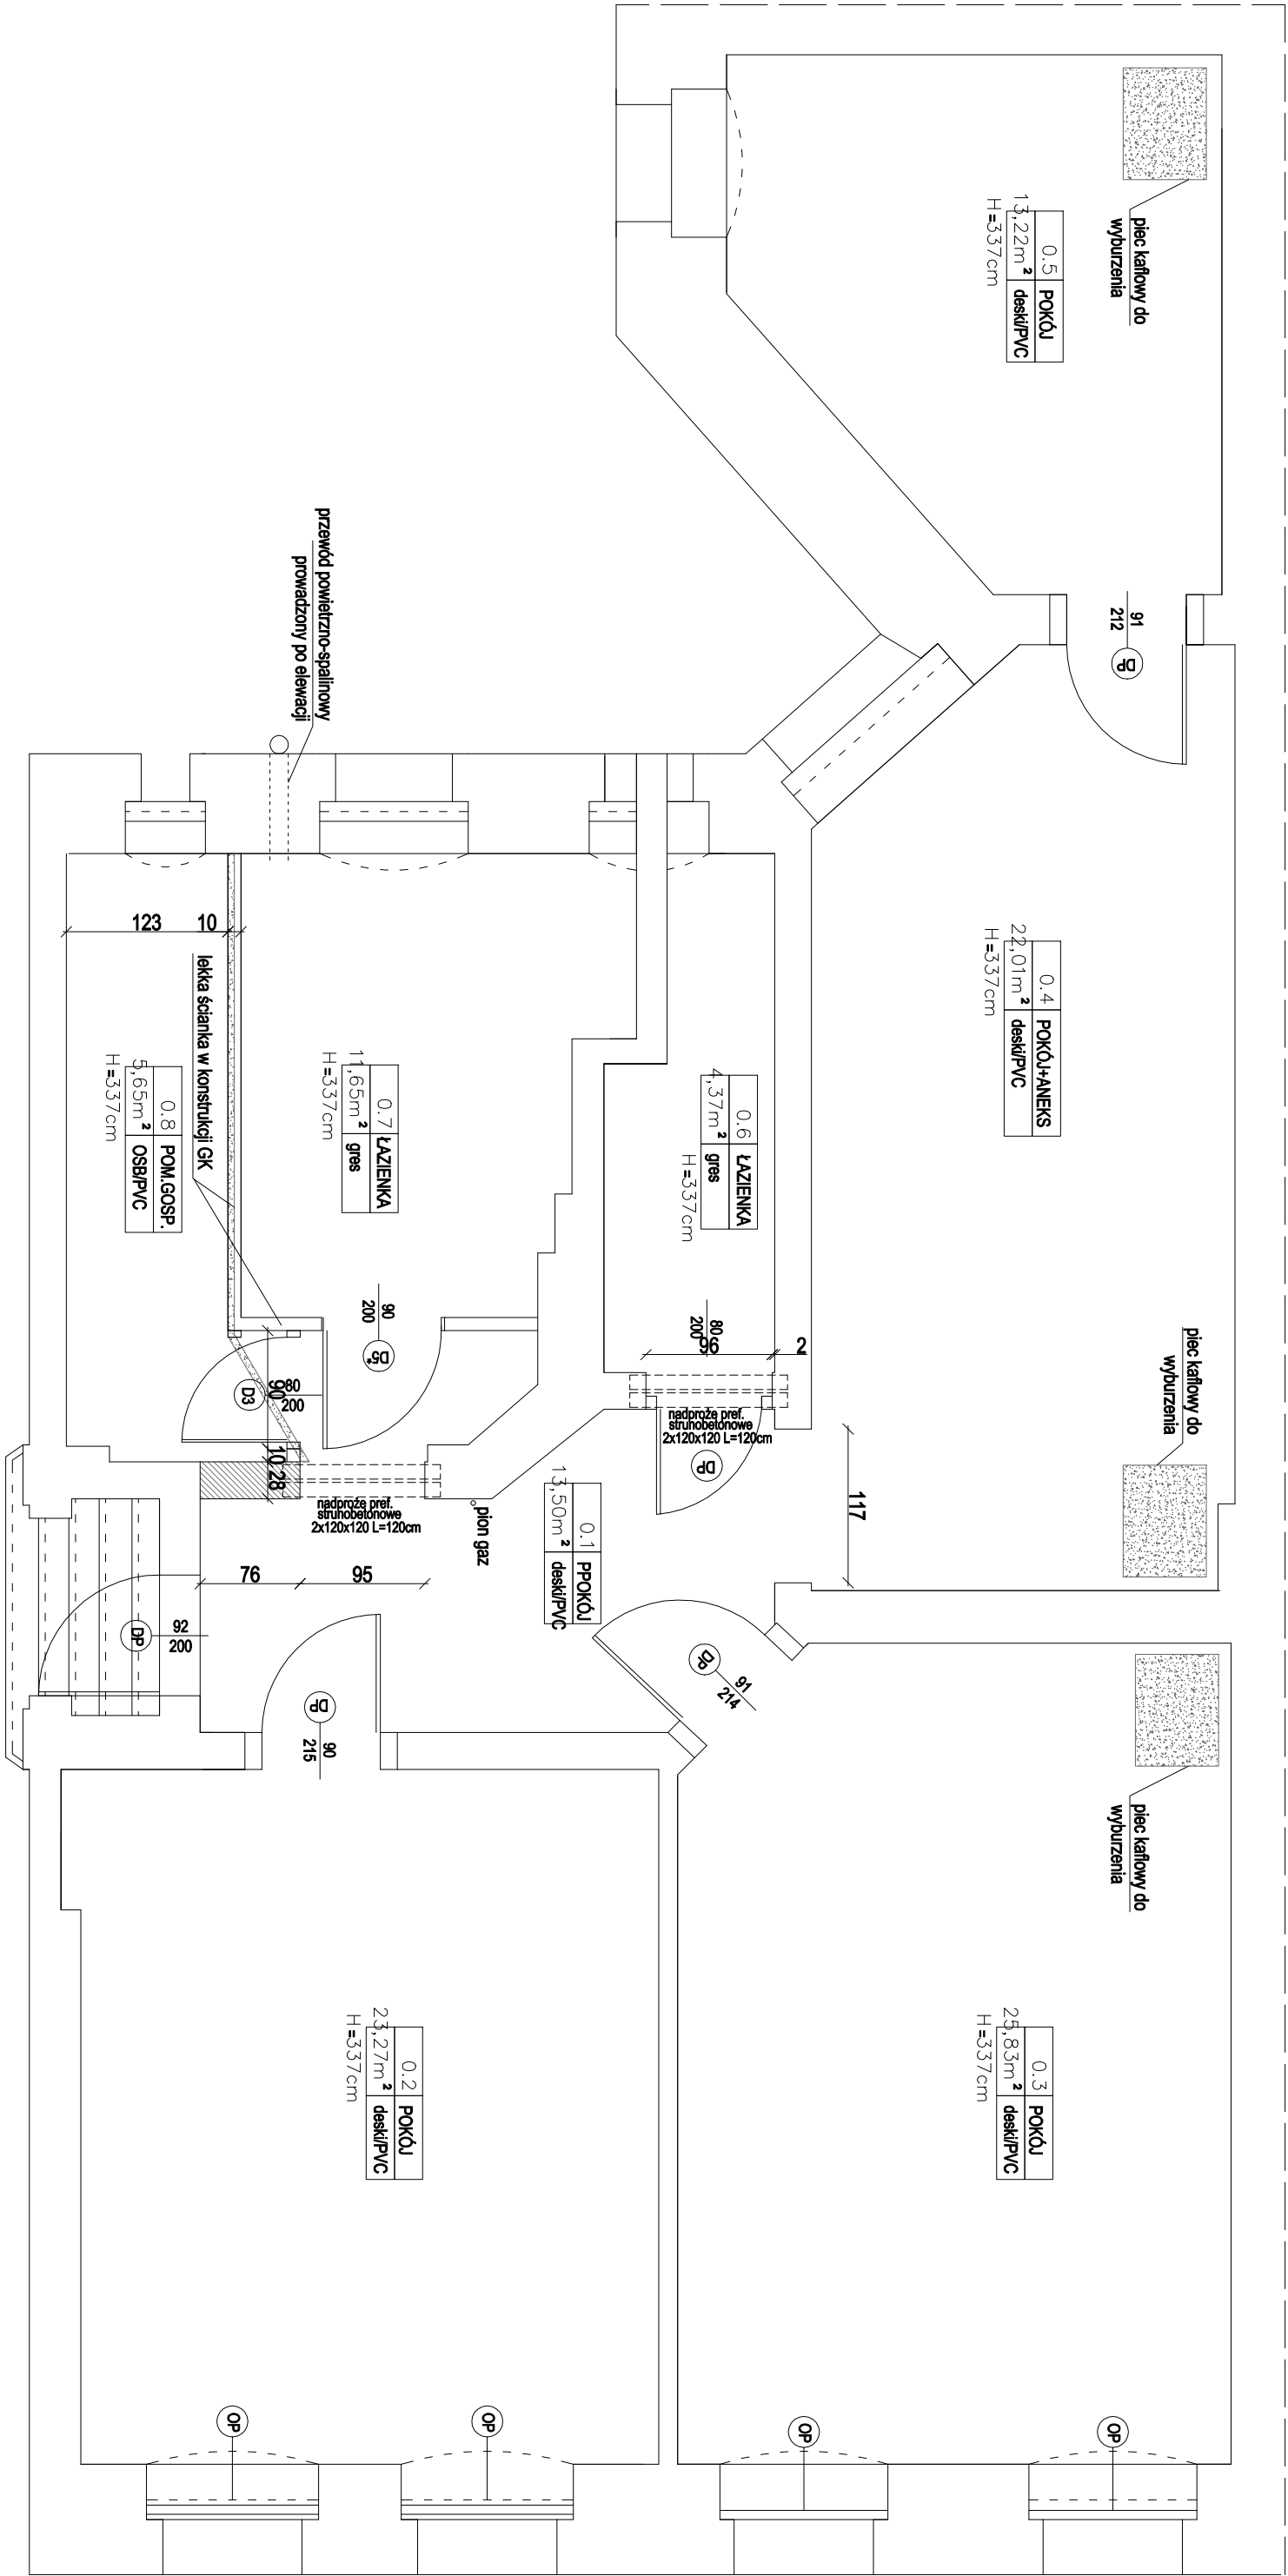 piec kaflowy do
wyburzenia
0.5 POKÓJ
13,22m² deski/PVC
H=337cm
91
212
DP
przewód powietrzno-spalinowy
prowadzony po elewacji
0.4 POKÓJ+ANEKS
22,01m² deski/PVC
H=337cm
123
10
lekka ścianka w konstrukcji GK
0.8 POM.GOSP.
5,65m² OSB/PVC
H=337cm
0.7 ŁAZIENKA
11,65m² gres
H=337cm
0.6 ŁAZIENKA
4,37m² gres
H=337cm
90
200
D5*
80
200
96
2
piec kaflowy do
wyburzenia
90
80
200
D3
10
28
nadproże pref.
struhobetonowe
2x120x120 L=120cm
DP
nadproże pref.
struhobetonowe
2x120x120 L=120cm
pion gaz
117
0.1 PPOKÓJ
13,50m² deski/PVC
76
95
92
200
DP
DP
90
215
DP
91
214
piec kaflowy do
wyburzenia
0.2 POKÓJ
23,27m² deski/PVC
H=337cm
0.3 POKÓJ
25,83m² deski/PVC
H=337cm
OP
OP
OP
OP